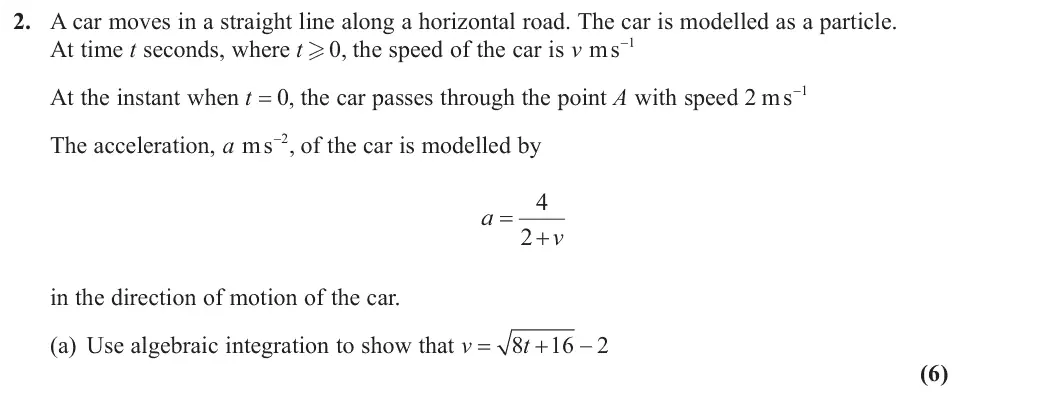 2. A car moves in a straight line along a horizontal road. The car is modelled as a particle.
At time t seconds, where t ⩾ 0, the speed of the car is v m s⁻¹
At the instant when t = 0, the car passes through the point A with speed 2 m s⁻¹
The acceleration, a m s⁻², of the car is modelled by
a = 4/(2 + v)
in the direction of motion of the car.
(a) Use algebraic integration to show that v = √(8t + 16) − 2
(6)